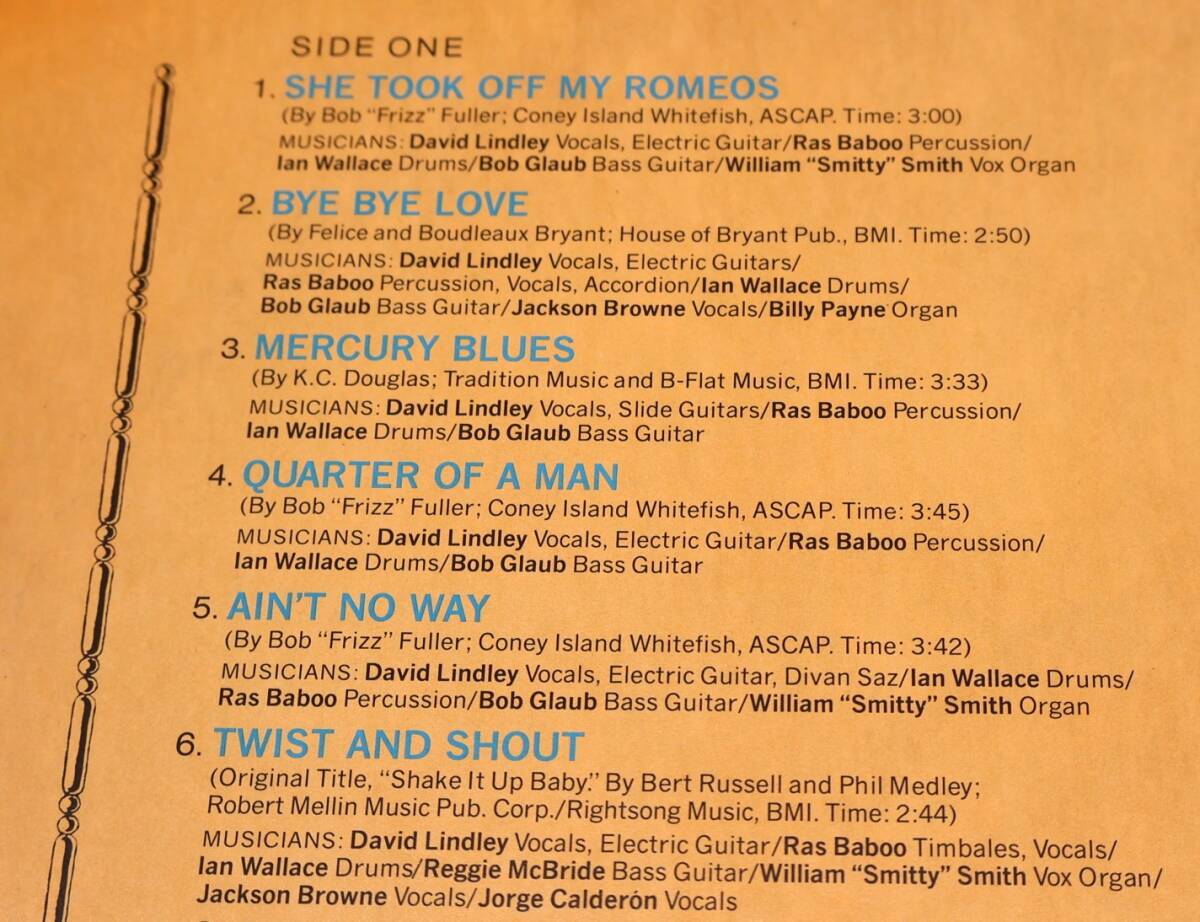 SIDE ONE
1. SHE TOOK OFF MY ROMEOS
(By Bob "Frizz" Fuller; Coney Island Whitefish, ASCAP. Time: 3:00)
MUSICIANS: David Lindley Vocals, Electric Guitar/Ras Baboo Percussion/
Ian Wallace Drums/Bob Glaub Bass Guitar/William "Smitty" Smith Vox Organ
2. BYE BYE LOVE
(By Felice and Boudleaux Bryant; House of Bryant Pub., BMI. Time: 2:50)
MUSICIANS: David Lindley Vocals, Electric Guitars/
Ras Baboo Percussion, Vocals, Accordion/Ian Wallace Drums/
Bob Glaub Bass Guitar/Jackson Browne Vocals/Billy Payne Organ
3. MERCURY BLUES
(By K.C. Douglas; Tradition Music and B-Flat Music, BMI. Time: 3:33)
MUSICIANS: David Lindley Vocals, Slide Guitars/Ras Baboo Percussion/
Ian Wallace Drums/Bob Glaub Bass Guitar
4. QUARTER OF A MAN
(By Bob "Frizz" Fuller; Coney Island Whitefish, ASCAP. Time: 3:45)
MUSICIANS: David Lindley Vocals, Electric Guitar/Ras Baboo Percussion/
Ian Wallace Drums/Bob Glaub Bass Guitar
5. AIN'T NO WAY
(By Bob "Frizz" Fuller; Coney Island Whitefish, ASCAP. Time: 3:42)
MUSICIANS: David Lindley Vocals, Electric Guitar, Divan Saz/Ian Wallace Drums/
Ras Baboo Percussion/Bob Glaub Bass Guitar/William "Smitty" Smith Organ
6. TWIST AND SHOUT
(Original Title, "Shake It Up Baby." By Bert Russell and Phil Medley;
Robert Mellin Music Pub. Corp./Rightsong Music, BMI. Time: 2:44)
MUSICIANS: David Lindley Vocals, Electric Guitar/Ras Baboo Timbales, Vocals/
Ian Wallace Drums/Reggie McBride Bass Guitar/William "Smitty" Smith Vox Organ/
Jackson Browne Vocals/Jorge Calderón Vocals